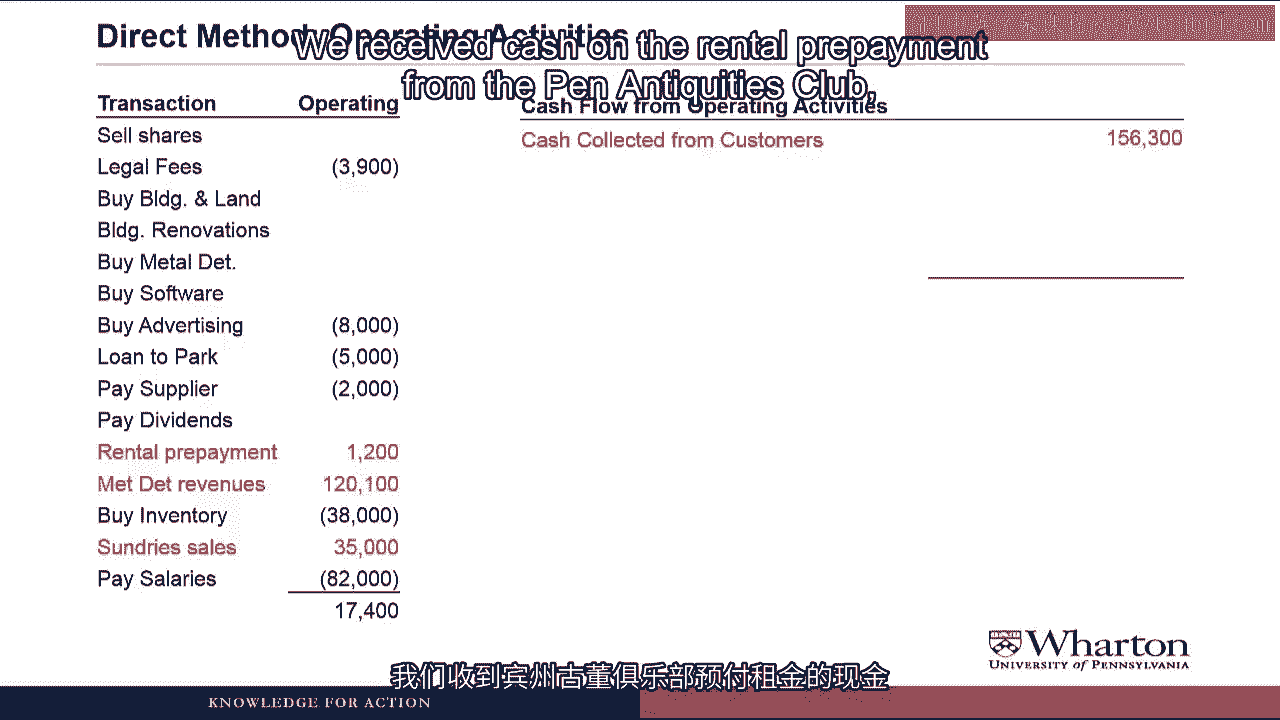 Direct Method: Operating Activities
We received cash on the rental prepayment
from the Pen Antiquities Club,
Transaction Operating
Sell shares
Legal Fees (3,900)
Buy Bldg. & Land
Bldg. Renovations
Buy Metal Det.
Buy Software
Buy Advertising (8,000)
Loan to Park (5,000)
Pay Supplier (2,000)
Pay Dividends
Rental prepayment 1,200
Met Det revenues 120,100
Buy Inventory (38,000)
Sundries sales 35,000
Pay Salaries (82,000)
17,400
Cash Flow from Operating Activities
Cash Collected from Customers 156,300
Wharton
UNIVERSITY of PENNSYLVANIA
我们收到宾州古董俱乐部预付租金的现金
KNOWLEDGE FOR ACTION